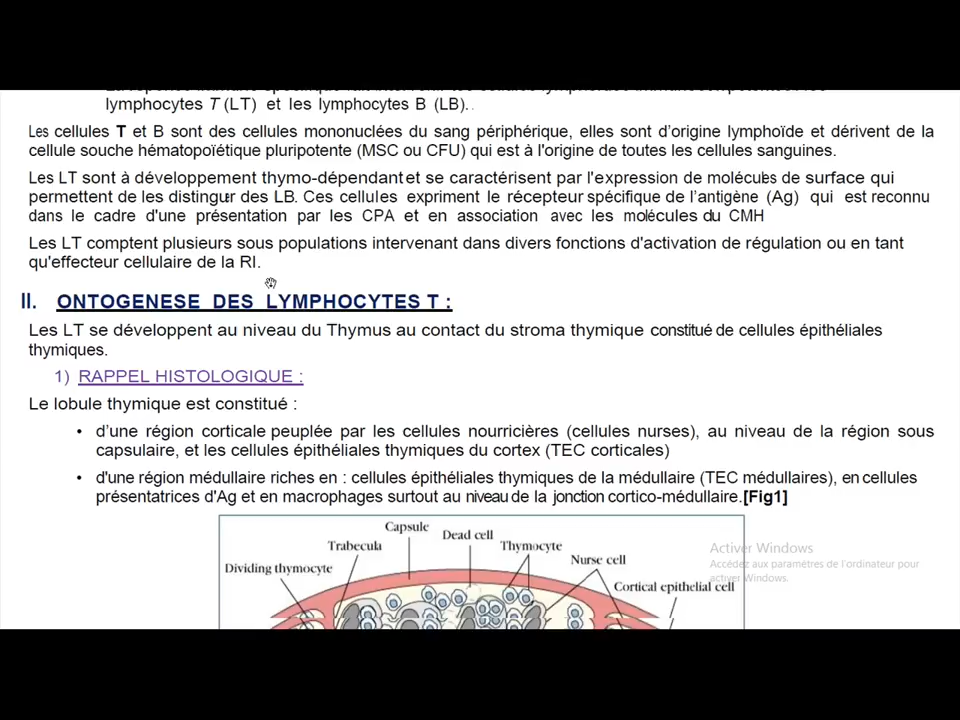 lymphocytes T (LT) et les lymphocytes B (LB).
Les cellules T et B sont des cellules mononuclées du sang périphérique, elles sont d'origine lymphoïde et dérivent de la
cellule souche hématopoïétique pluripotente (MSC ou CFU) qui est à l'origine de toutes les cellules sanguines.
Les LT sont à développement thymo-dépendant et se caractérisent par l'expression de molécules de surface qui
permettent de les distingur des LB. Ces cellules expriment le récepteur spécifique de l'antigène (Ag) qui est reconnu
dans le cadre d'une présentation par les CPA et en association avec les molécules du CMH
Les LT comptent plusieurs sous populations intervenant dans divers fonctions d'activation de régulation ou en tant
qu'effecteur cellulaire de la RI.
II. ONTOGENESE DES LYMPHOCYTES T :
Les LT se développent au niveau du Thymus au contact du stroma thymique constitué de cellules épithéliales
thymiques.
1) RAPPEL HISTOLOGIQUE :
Le lobule thymique est constitué :
• d'une région corticale peuplée par les cellules nourricières (cellules nurses), au niveau de la région sous
capsulaire, et les cellules épithéliales thymiques du cortex (TEC corticales)
• d'une région médullaire riches en : cellules épithéliales thymiques de la médullaire (TEC médullaires), en cellules
présentatrices d'Ag et en macrophages surtout au niveau de la jonction cortico-médullaire.[Fig1]
Capsule
Dead cell
Trabecula
Thymocyte
Nurse cell
Dividing thymocyte
Cortical epithelial cell
Activer Windows
Accédez aux paramètres de l'ordinateur pour
activer Windows.